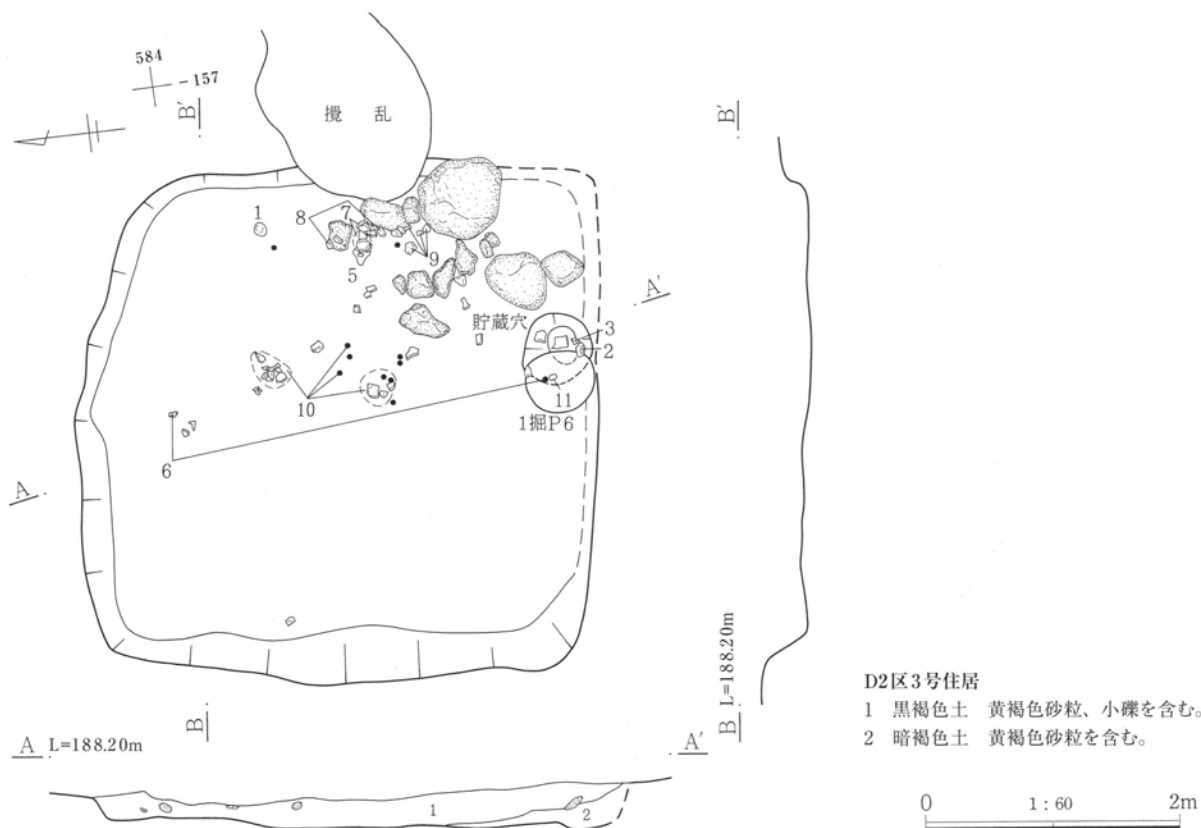 584
-157
B'
B'
攪 乱
1
8
7
5
9
A'
貯蔵穴
3
2
10
11
1掘P6
6
A
B
B L=188.20m
A L=188.20m
A'
1
2
D2区3号住居
1 黒褐色土 黄褐色砂粒、小礫を含む。
2 暗褐色土 黄褐色砂粒を含む。
0 1：60 2m